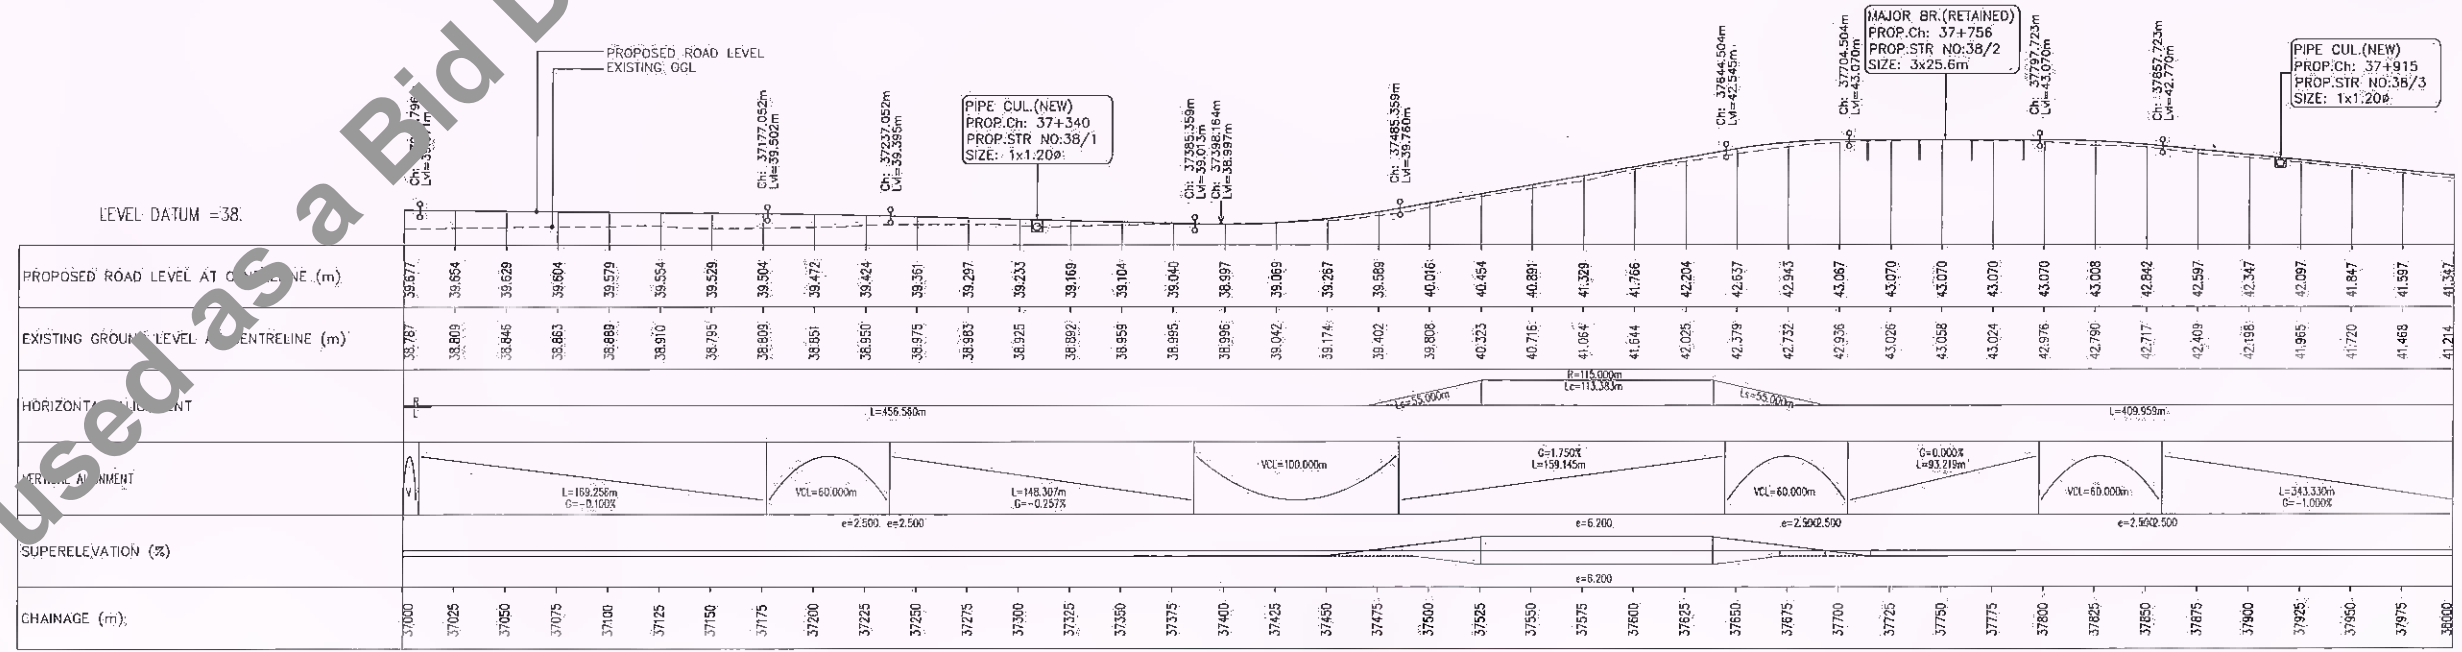 used as a Bid D
PROPOSED ROAD LEVEL
EXISTING OGL
LEVEL DATUM =38.
Ch: 37177.052m
Lvl=39.502m
Ch: 37237.052m
Lvl=39.395m
PIPE CUL.(NEW)
PROP.Ch: 37+340
PROP.STR NO:38/1
SIZE: 1x1.20ø
Ch: 37385.359m
Lvl=39.013m
Ch: 37398.164m
Lvl=38.997m
Ch: 37485.359m
Lvl=39.760m
Ch: 37644.504m
Lvl=42.545m
Ch: 37704.504m
Lvl=43.070m
MAJOR BR.(RETAINED)
PROP.Ch: 37+756
PROP.STR NO:38/2
SIZE: 3x25.6m
Ch: 37797.723m
Lvl=43.070m
Ch: 37857.723m
Lvl=42.770m
PIPE CUL.(NEW)
PROP.Ch: 37+915
PROP.STR NO:38/3
SIZE: 1x1.20ø
PROPOSED ROAD LEVEL AT (m)
39.677 39.654 39.629 39.604 39.579 39.554 39.529 39.504 39.472 39.424 39.361 39.297 39.233 39.169 39.104 39.040 38.997 39.069 39.267 39.589 40.016 40.454 40.891 41.329 41.766 42.204 42.637 42.943 43.067 43.070 43.070 43.070 43.070 43.008 42.842 42.597 42.347 42.097 41.847 41.597 41.347
EXISTING GROUND LEVEL CENTRELINE (m)
38.787 38.809 38.846 38.863 38.889 38.910 38.795 38.809 38.851 38.950 38.975 38.983 38.925 38.892 38.959 38.995 38.996 39.042 39.174 39.402 39.808 40.323 40.716 41.064 41.644 42.025 42.379 42.732 42.936 43.026 43.058 43.024 42.976 42.790 42.717 42.409 42.198 41.965 41.720 41.468 41.214
HORIZONTAL ALIGNMENT
R
L
L=456.580m
Ls=55.000m
R=115.000m
Lc=113.383m
Ls=55.000m
L=409.959m
VERTICAL ALIGNMENT
V
L=169.256m
G=-0.100%
VCL=60.000m
L=148.307m
G=-0.257%
VCL=100.000m
G=1.750%
L=159.145m
VCL=60.000m
G=0.000%
L=93.219m
VCL=60.000m
L=343.330m
G=-1.000%
SUPERELEVATION (%)
e=2.500 e=2.500
e=6.200
e=6.200
CHAINAGE (m)
37000 37025 37050 37075 37100 37125 37150 37175 37200 37225 37250 37275 37300 37325 37350 37375 37400 37425 37450 37475 37500 37525 37550 37575 37600 37625 37650 37675 37700 37725 37750 37775 37800 37825 37850 37875 37900 37925 37950 37975 38000